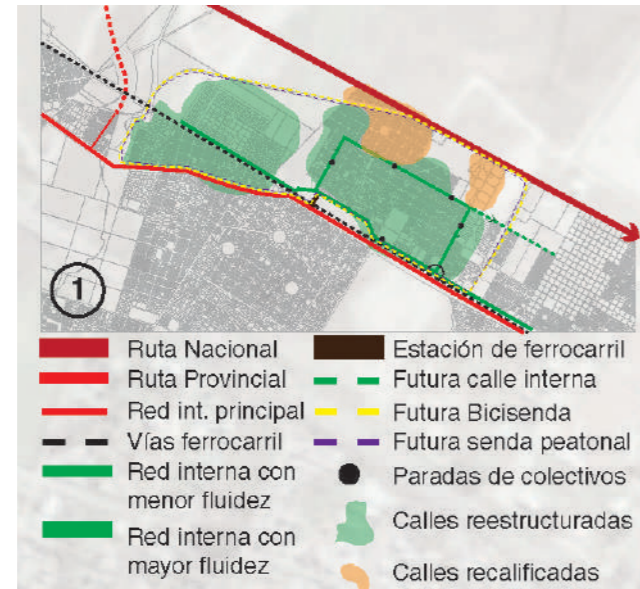 1
Ruta Nacional
Ruta Provincial
Red int. principal
Vías ferrocarril
Red interna con
menor fluidez
Red interna con
mayor fluidez
Estación de ferrocarril
Futura calle interna
Futura Bicisenda
Futura senda peatonal
Paradas de colectivos
Calles reestructuradas
Calles recalificadas